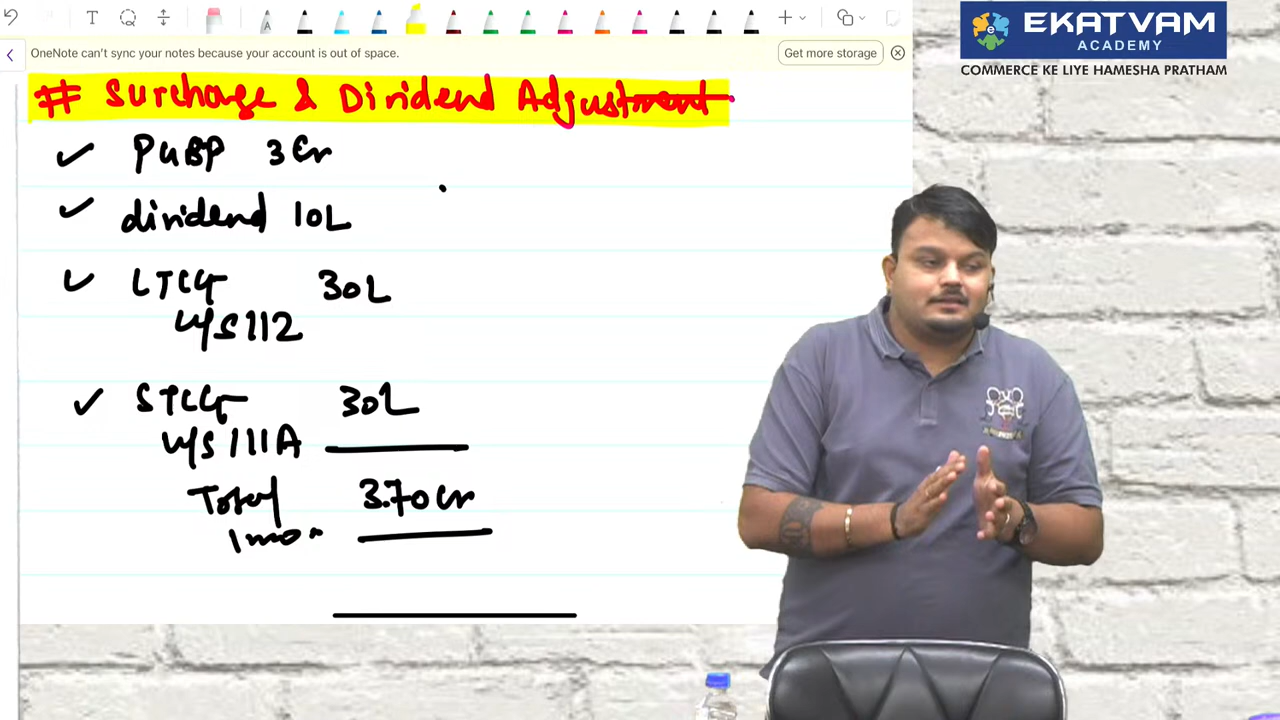 EKATVAM
ACADEMY
COMMERCE KE LIYE HAMESHA PRATHAM
OneNote can't sync your notes because your account is out of space.
Get more storage
# Surcharge & Dividend Adjustment
PGBP 3 Cr
dividend 10L
LTCG 30L
u/s 112
STCG 30L
u/s 111A
Total 3.70 Cr